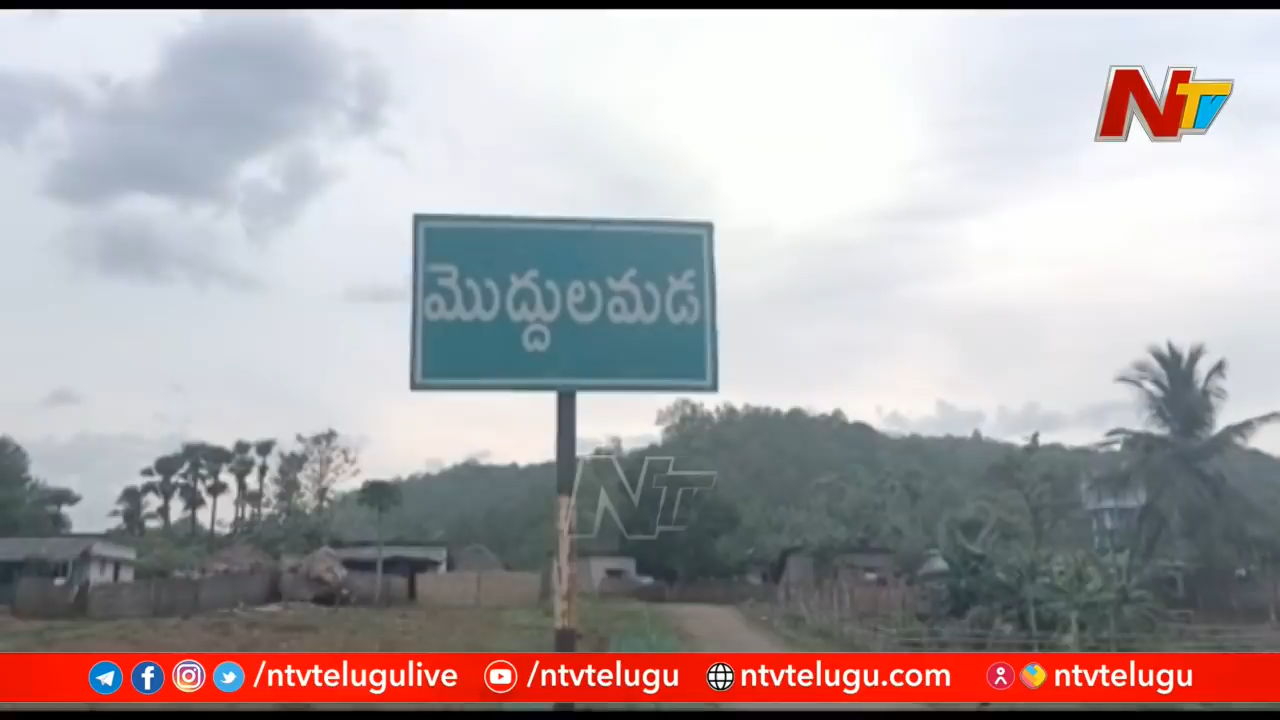 NTV
మొద్దులమడ
NTV
/ntvtelugulive /ntvtelugu ntvtelugu.com ntvtelugu